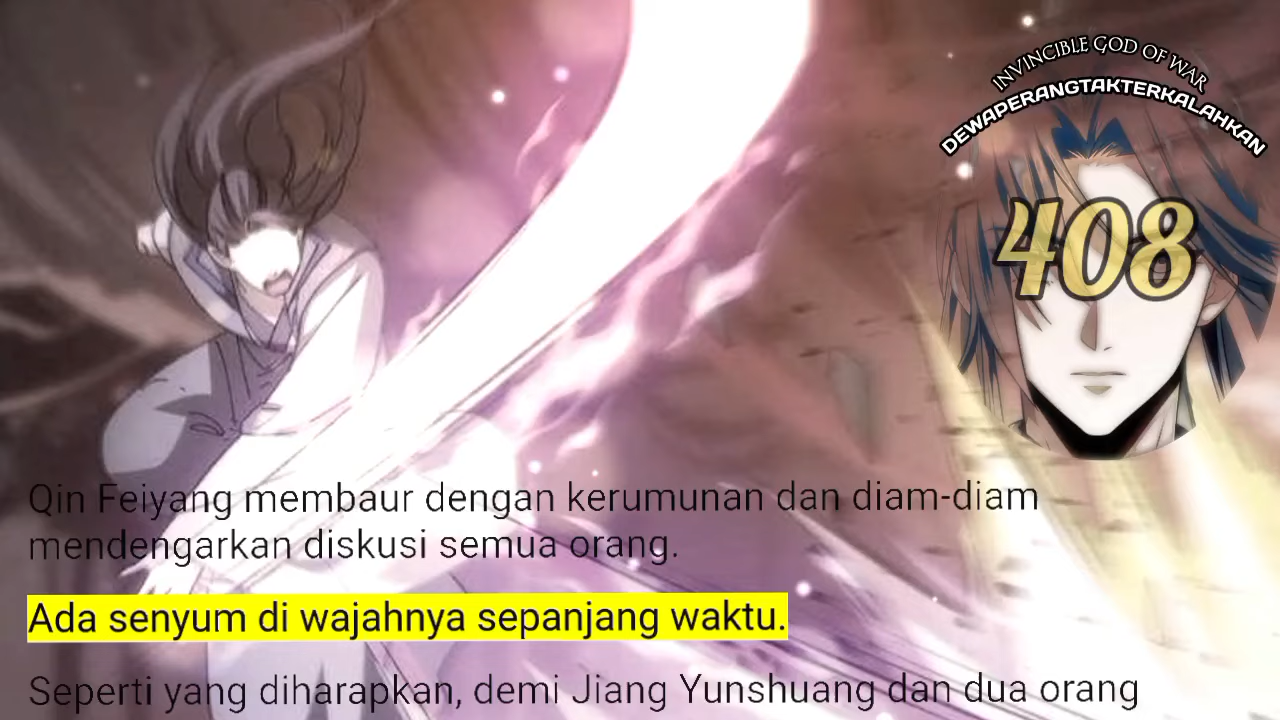 INVINCIBLE GOD OF WAR
DEWAPERANGTAKTERKALAHKAN
408
Qin Feiyang membaur dengan kerumunan dan diam-diam
mendengarkan diskusi semua orang.
Ada senyum di wajahnya sepanjang waktu.
Seperti yang diharapkan, demi Jiang Yunshuang dan dua orang